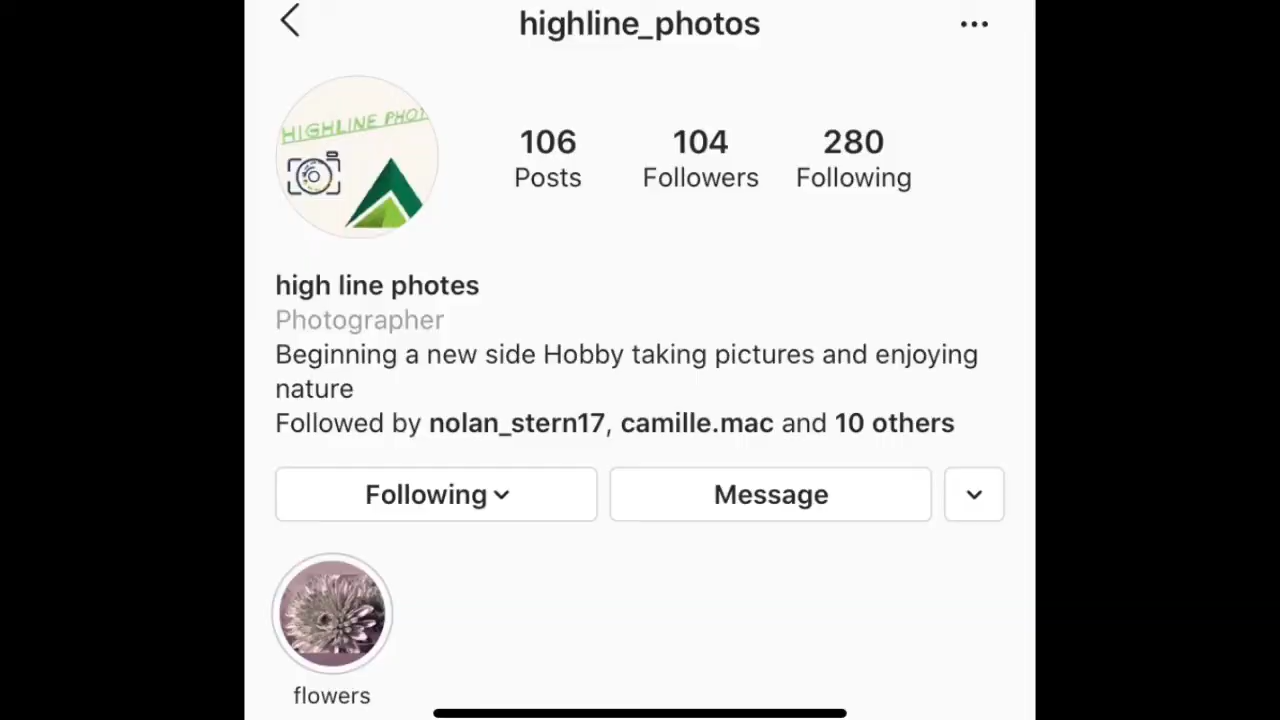 highline_photos
HIGHLINE PHOT
106 104 280
Posts Followers Following
high line photes
Photographer
Beginning a new side Hobby taking pictures and enjoying
nature
Followed by nolan_stern17, camille.mac and 10 others
Following Message
flowers